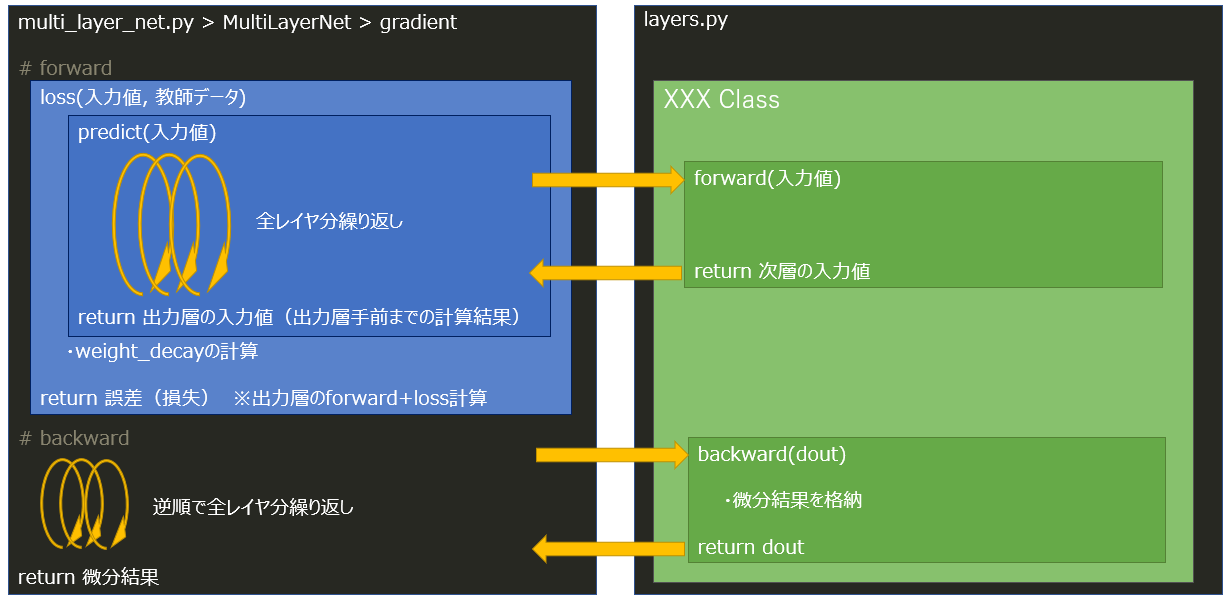 multi_layer_net.py > MultiLayerNet > gradient
# forward
loss(入力値, 教師データ)
predict(入力値)
全レイヤ分繰り返し
return 出力層の入力値（出力層手前までの計算結果）
・weight_decayの計算
return 誤差（損失）　※出力層のforward+loss計算
# backward
逆順で全レイヤ分繰り返し
return 微分結果
layers.py
XXX Class
forward(入力値)
return 次層の入力値
backward(dout)
・微分結果を格納
return dout